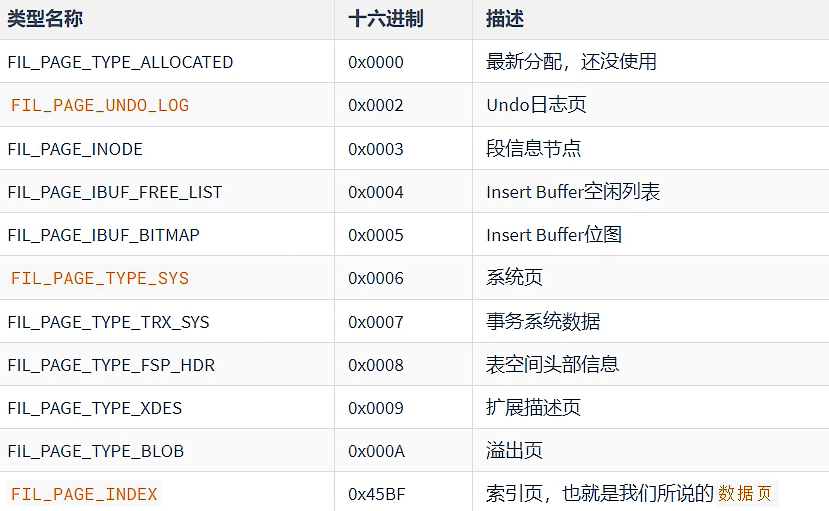 类型名称 十六进制 描述
FIL_PAGE_TYPE_ALLOCATED 0x0000 最新分配，还没使用
FIL_PAGE_UNDO_LOG 0x0002 Undo日志页
FIL_PAGE_INODE 0x0003 段信息节点
FIL_PAGE_IBUF_FREE_LIST 0x0004 Insert Buffer空闲列表
FIL_PAGE_IBUF_BITMAP 0x0005 Insert Buffer位图
FIL_PAGE_TYPE_SYS 0x0006 系统页
FIL_PAGE_TYPE_TRX_SYS 0x0007 事务系统数据
FIL_PAGE_TYPE_FSP_HDR 0x0008 表空间头部信息
FIL_PAGE_TYPE_XDES 0x0009 扩展描述页
FIL_PAGE_TYPE_BLOB 0x000A 溢出页
FIL_PAGE_INDEX 0x45BF 索引页，也就是我们所说的数据页